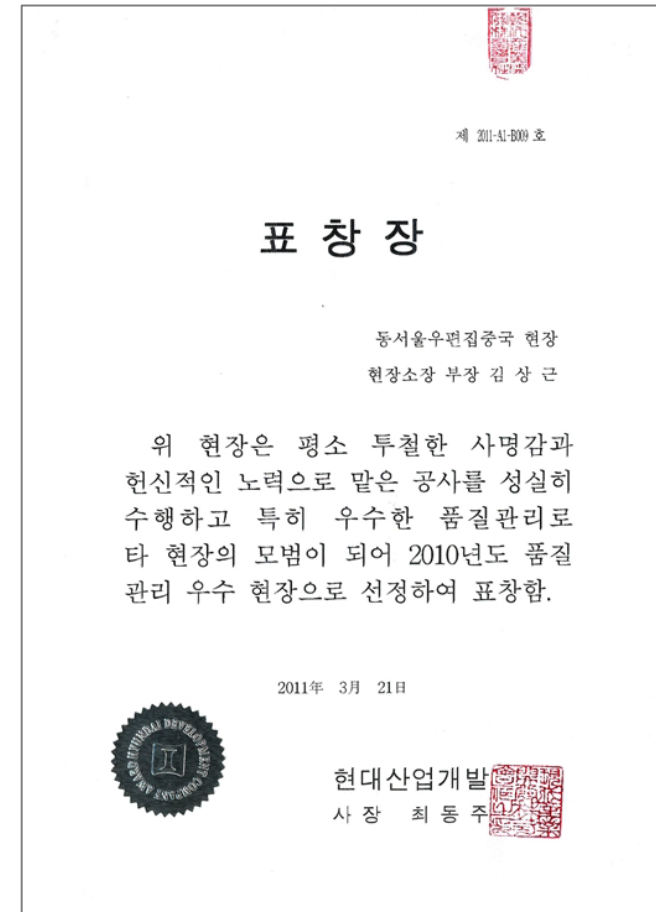 제 2011-A1-B009 호
표 창 장
동서울우편집중국 현장
현장소장 부장 김 상 근
위 현장은 평소 투철한 사명감과
헌신적인 노력으로 맡은 공사를 성실히
수행하고 특히 우수한 품질관리로
타 현장의 모범이 되어 2010년도 품질
관리 우수 현장으로 선정하여 표창함.
2011年 3月 21日
HYUNDAI DEVELOPMENT COMPANY AWARD
현대산업개발
사 장 최 동 주